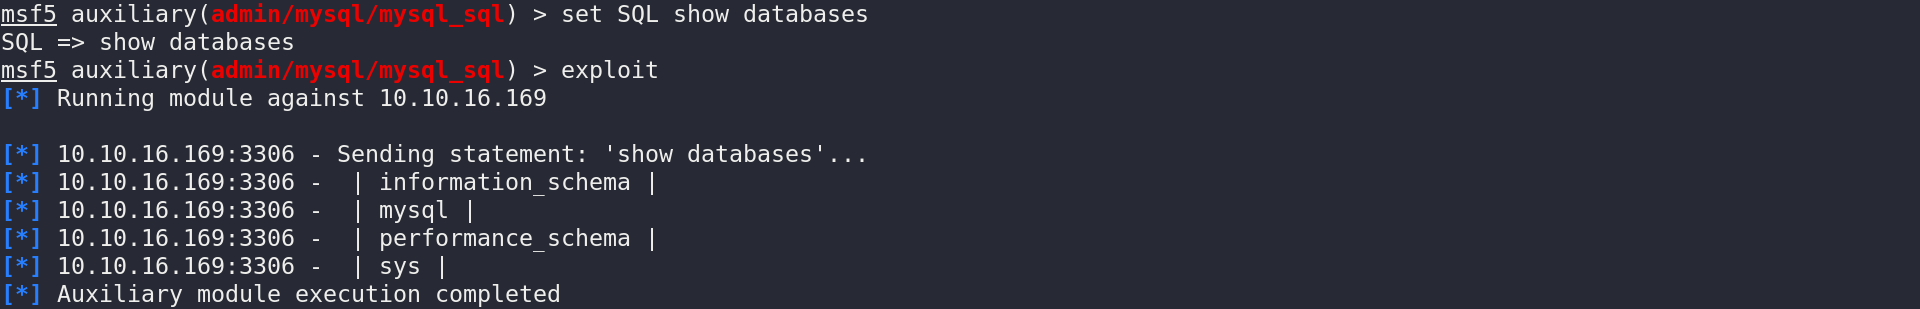 msf5 auxiliary(admin/mysql/mysql_sql) > set SQL show databases
SQL => show databases
msf5 auxiliary(admin/mysql/mysql_sql) > exploit
[*] Running module against 10.10.16.169
[*] 10.10.16.169:3306 - Sending statement: 'show databases'...
[*] 10.10.16.169:3306 -  | information_schema |
[*] 10.10.16.169:3306 -  | mysql |
[*] 10.10.16.169:3306 -  | performance_schema |
[*] 10.10.16.169:3306 -  | sys |
[*] Auxiliary module execution completed